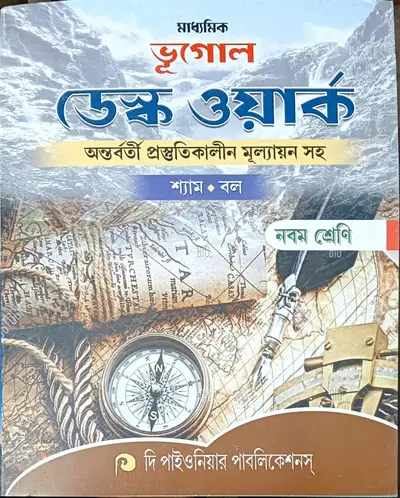 মাধ্যমিক
ভূগোল
ডেস্ক ওয়ার্ক
অন্তর্বর্তী প্রস্তুতিকালীন মূল্যায়ন সহ
শ্যাম ◆ বল
নবম শ্রেণি
দি পাইওনিয়ার পাবলিকেশনস্